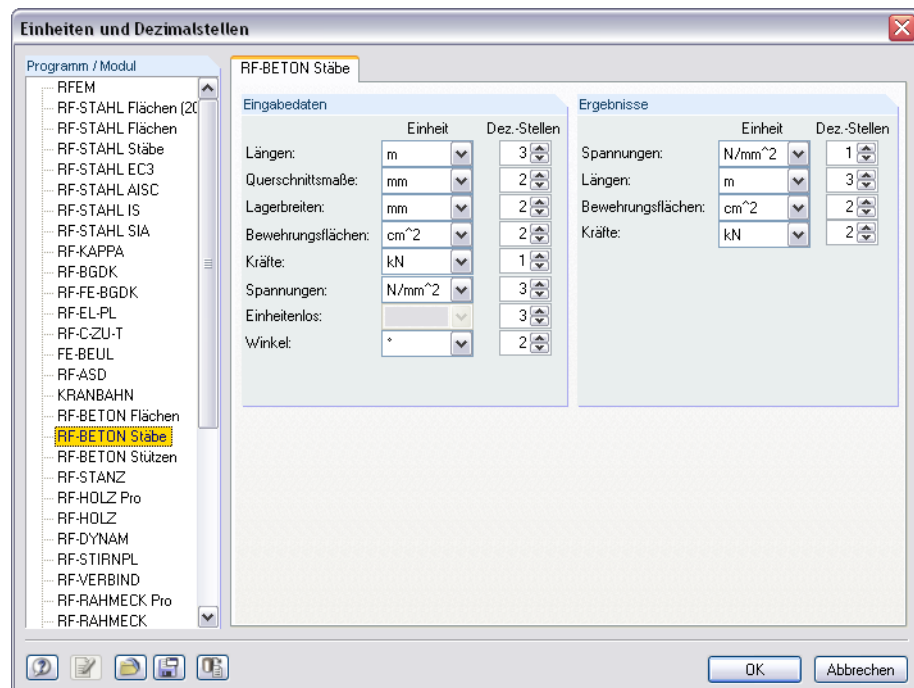 Einheiten und Dezimalstellen
Programm / Modul
RFEM
RF-STAHL Flächen (20
RF-STAHL Flächen
RF-STAHL Stäbe
RF-STAHL EC3
RF-STAHL AISC
RF-STAHL IS
RF-STAHL SIA
RF-KAPPA
RF-BGDK
RF-FE-BGDK
RF-EL-PL
RF-C-ZU-T
FE-BEUL
RF-ASD
KRANBAHN
RF-BETON Flächen
RF-BETON Stäbe
RF-BETON Stützen
RF-STANZ
RF-HOLZ Pro
RF-HOLZ
RF-DYNAM
RF-STIRNPL
RF-VERBIND
RF-RAHMECK Pro
RF-RAHMECK
RF-BETON Stäbe
Eingabedaten
Einheit Dez.-Stellen
Längen: m 3
Querschnittsmaße: mm 2
Lagerbreiten: mm 2
Bewehrungsflächen: cm^2 2
Kräfte: kN 1
Spannungen: N/mm^2 3
Einheitenlos: 3
Winkel: ° 2
Ergebnisse
Einheit Dez.-Stellen
Spannungen: N/mm^2 1
Längen: m 3
Bewehrungsflächen: cm^2 2
Kräfte: kN 2
OK Abbrechen